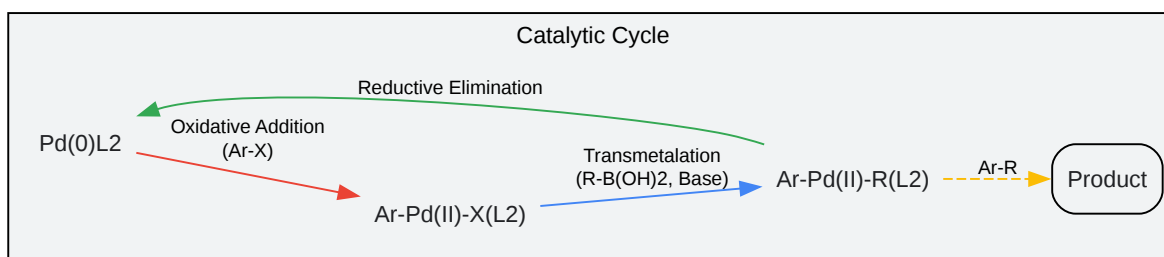 Catalytic Cycle
Reductive Elimination
Pd(0)L2
Oxidative Addition
(Ar-X)
Ar-Pd(II)-X(L2)
Transmetalation
(R-B(OH)2, Base)
Ar-Pd(II)-R(L2)
Ar-R
Product